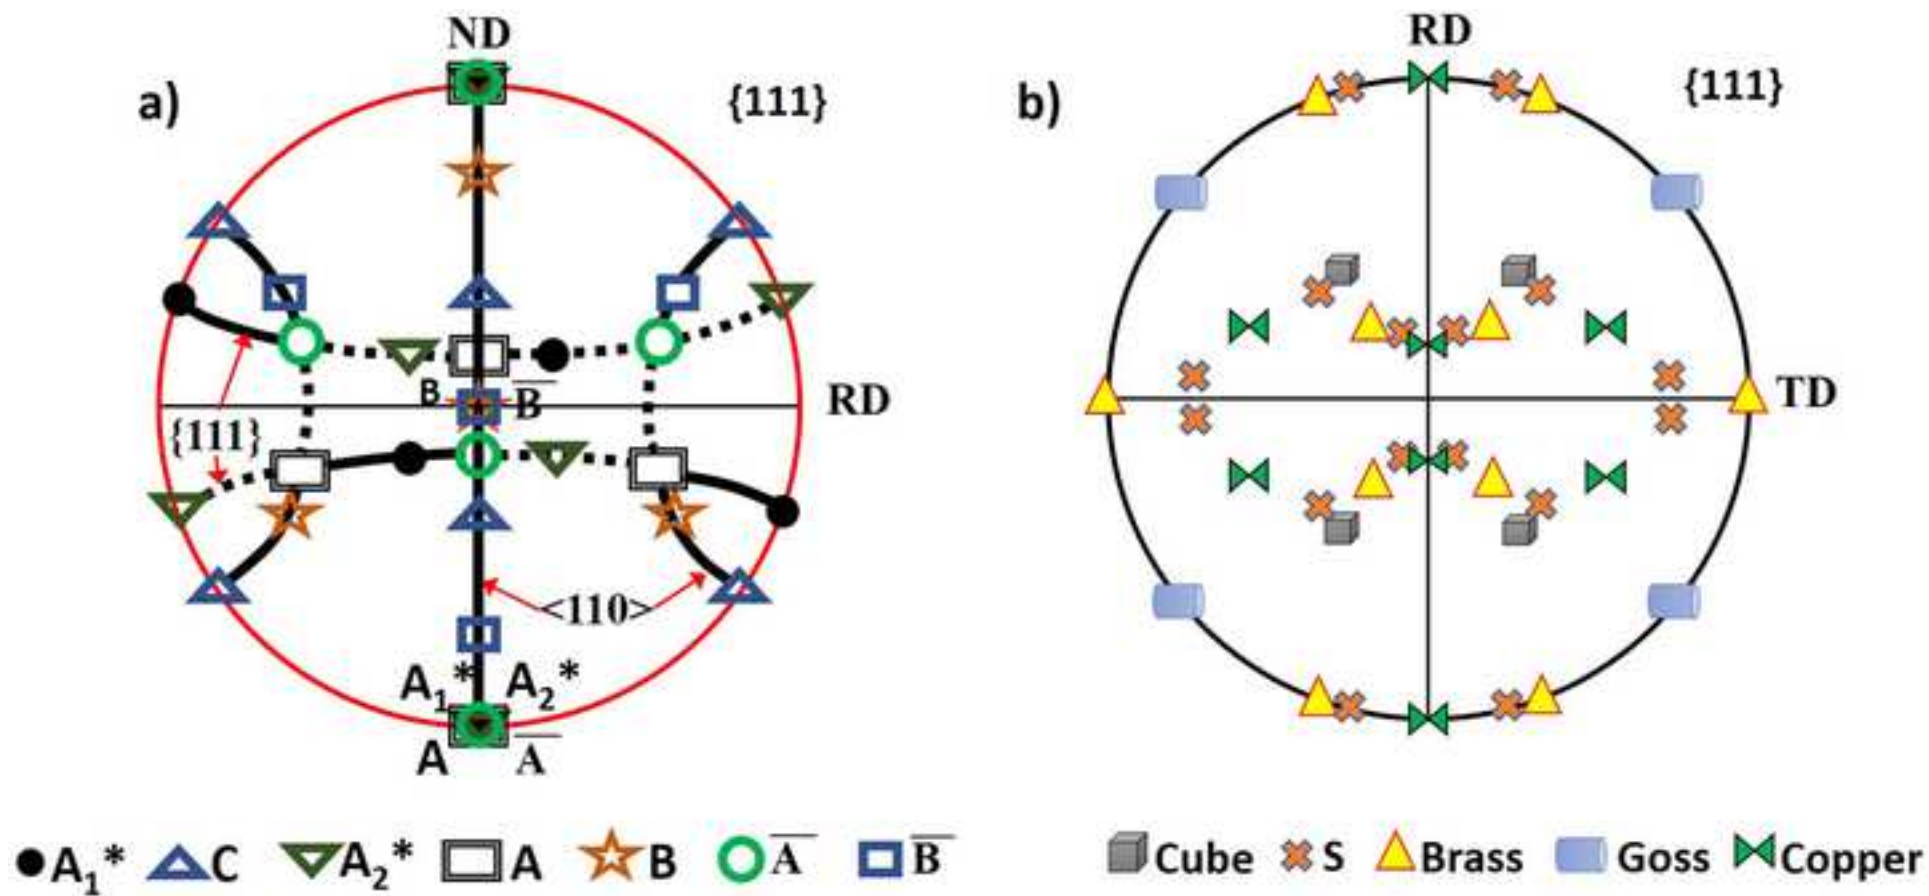 ND
a)
{111}
B
B̅
RD
{111}
<110>
A₁*
A₂*
A
A̅
A₁*
C
A₂*
A
B
A̅
B̅
RD
b)
{111}
TD
Cube
S
Brass
Goss
Copper